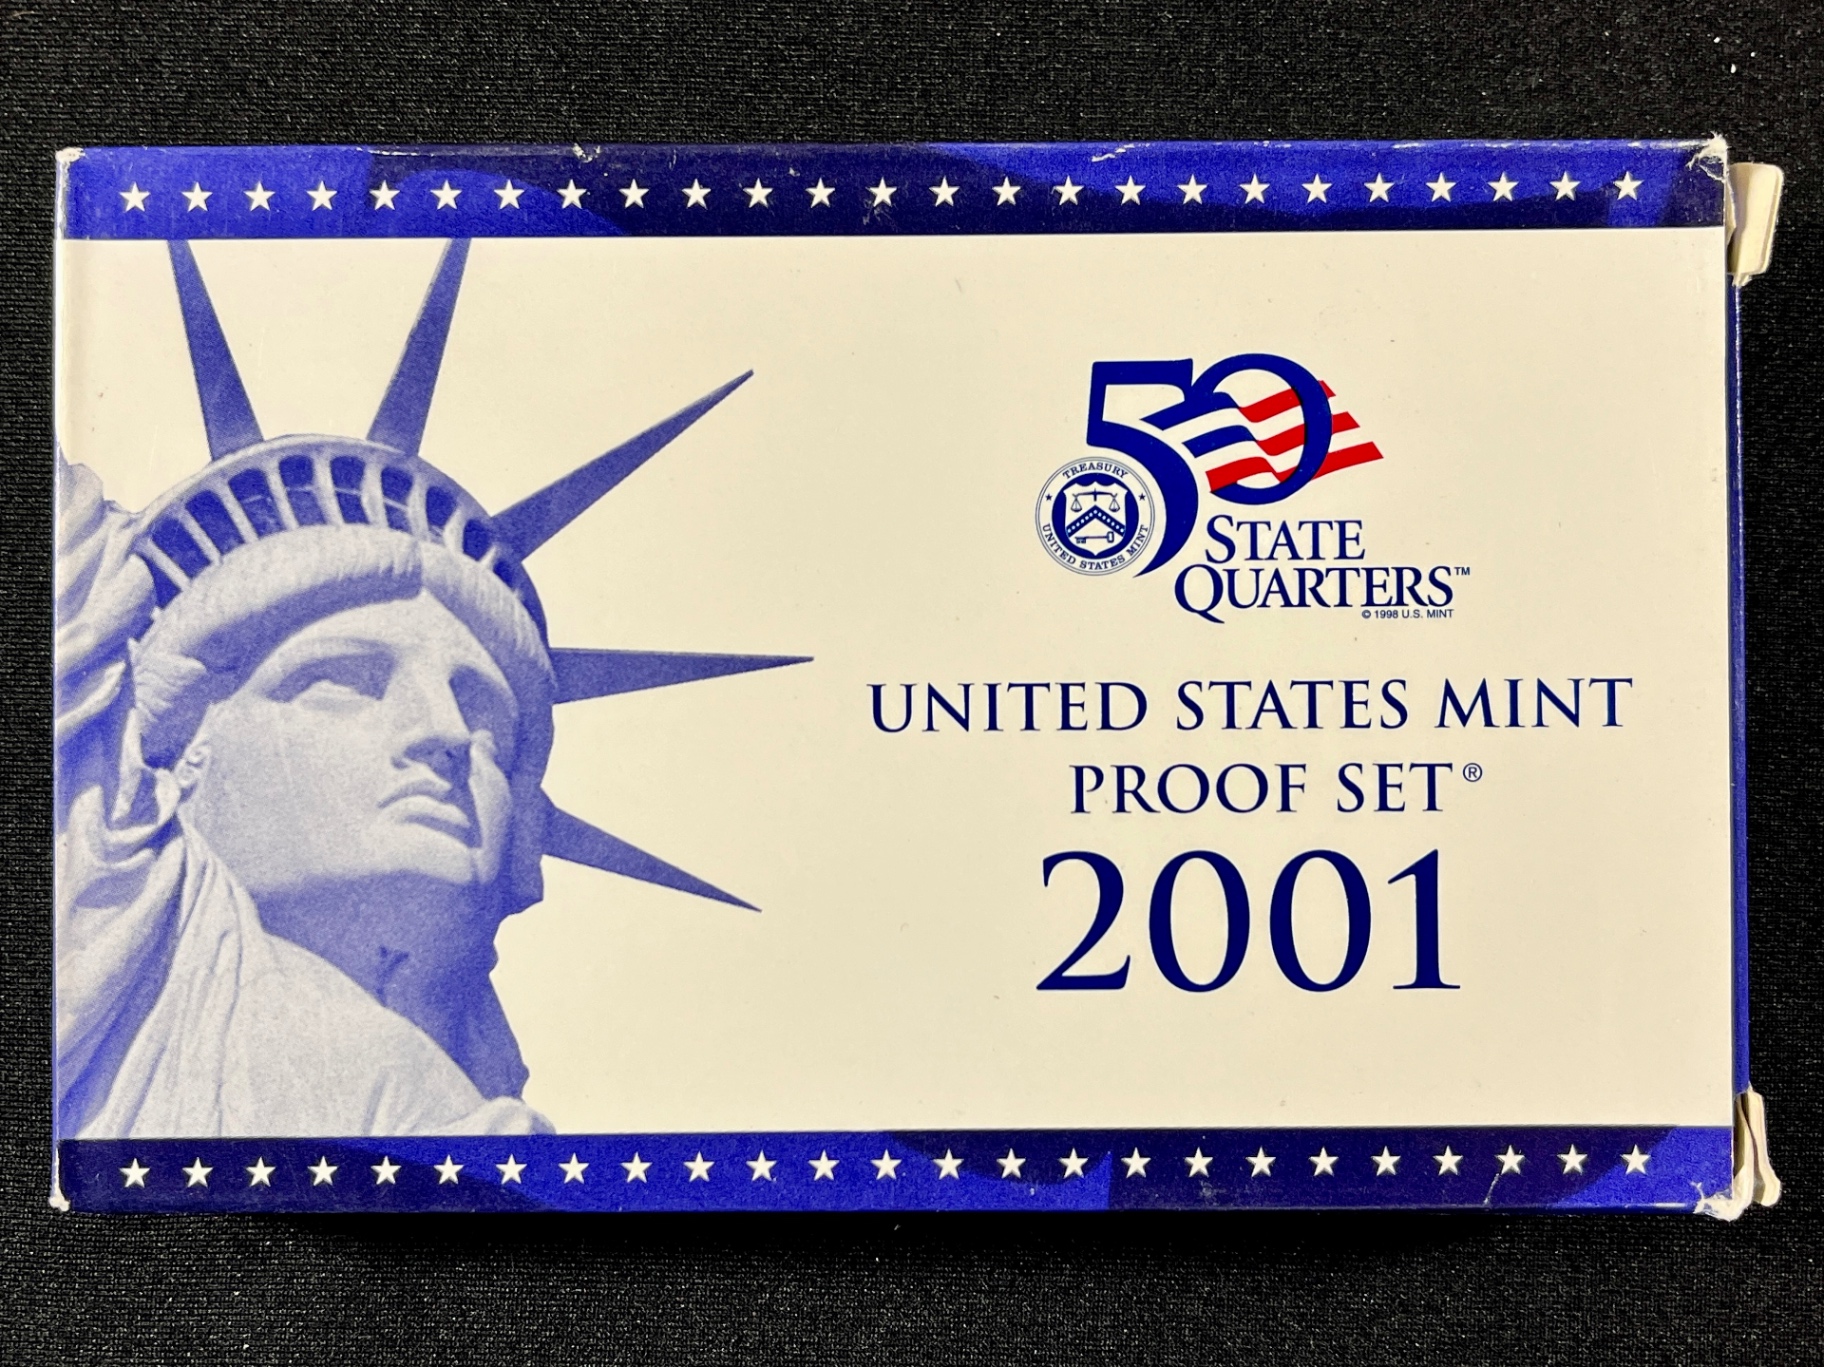 50
TREASURY
UNITED STATES MINT
STATE
QUARTERS™
© 1998 U.S. MINT
UNITED STATES MINT
PROOF SET®
2001